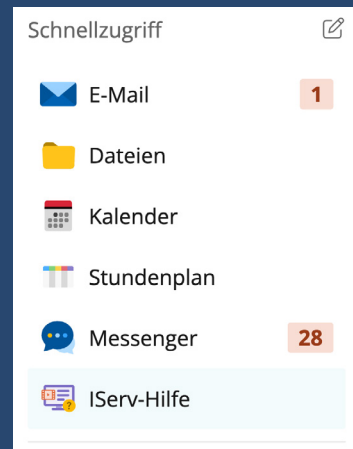 Schnellzugriff
E-Mail 1
Dateien
Kalender
Stundenplan
Messenger 28
IServ-Hilfe